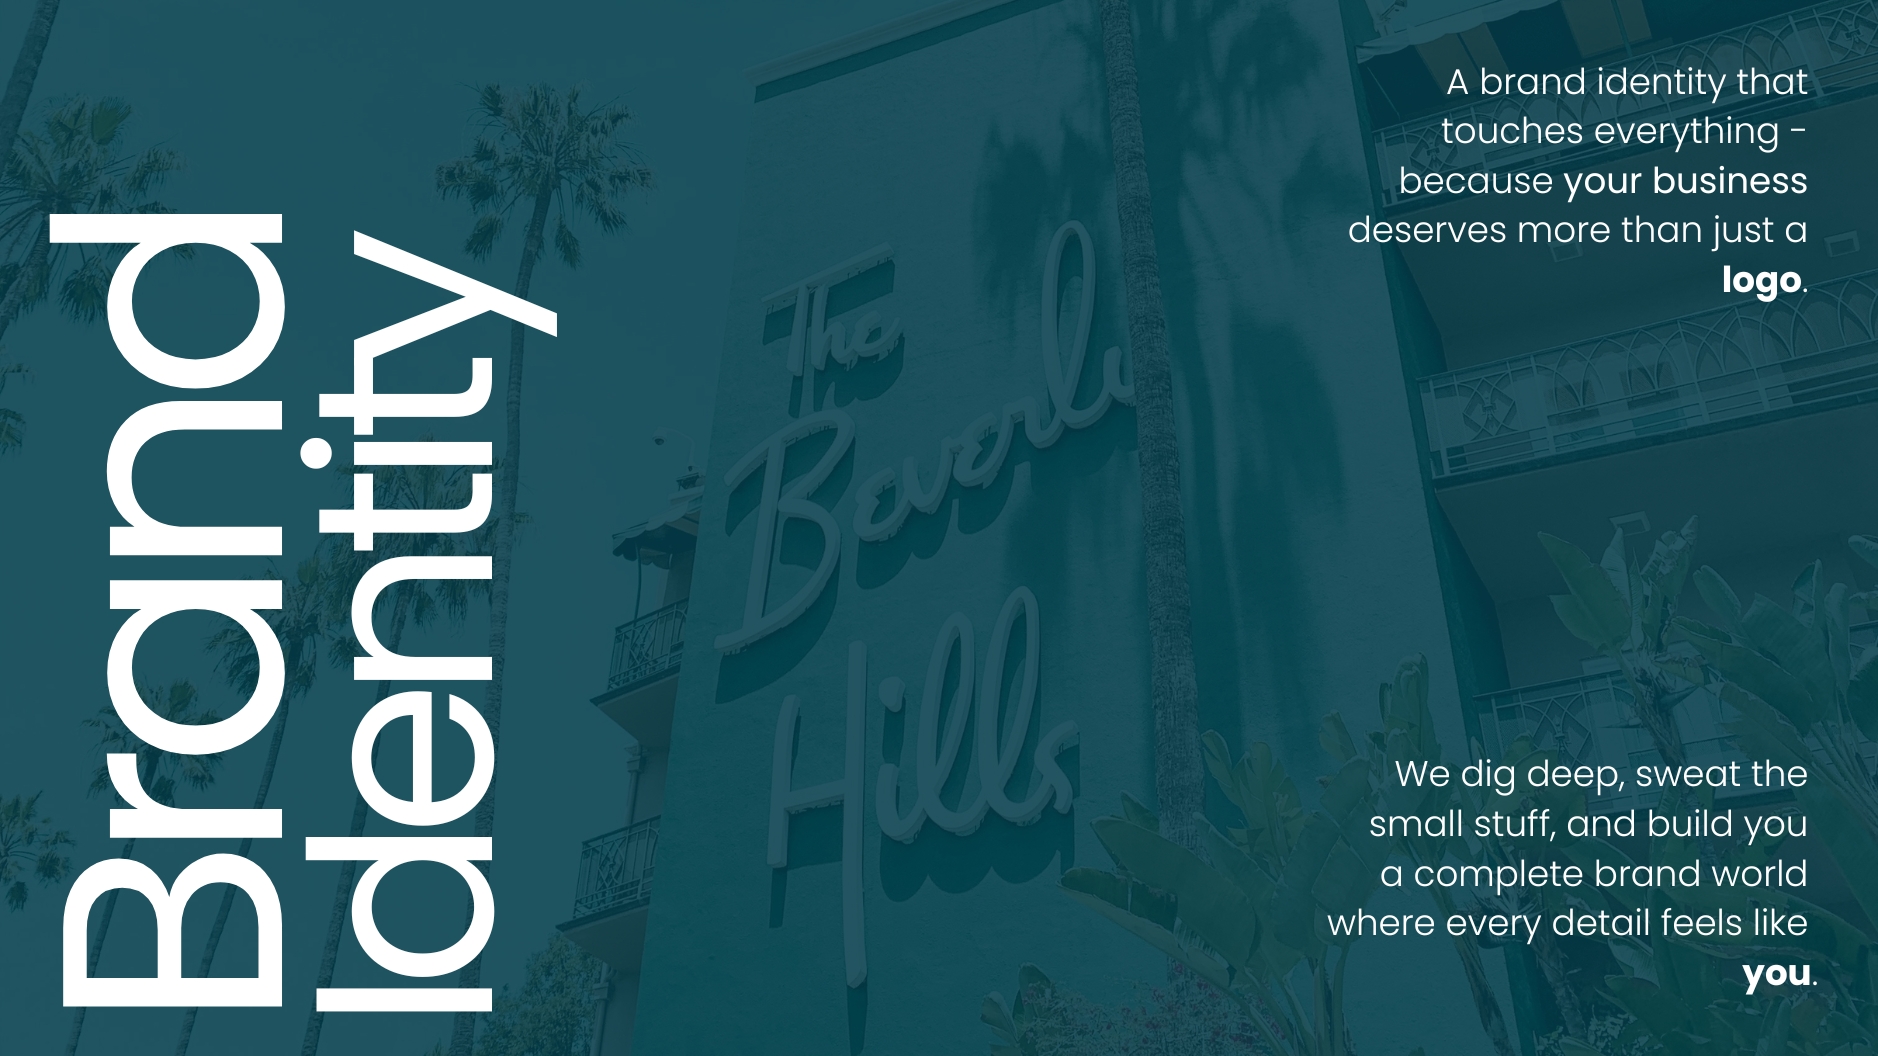 Brand
Identity
A brand identity that
touches everything -
because your business
deserves more than just a
logo.
The
Beverly
Hills
We dig deep, sweat the
small stuff, and build you
a complete brand world
where every detail feels like
you.